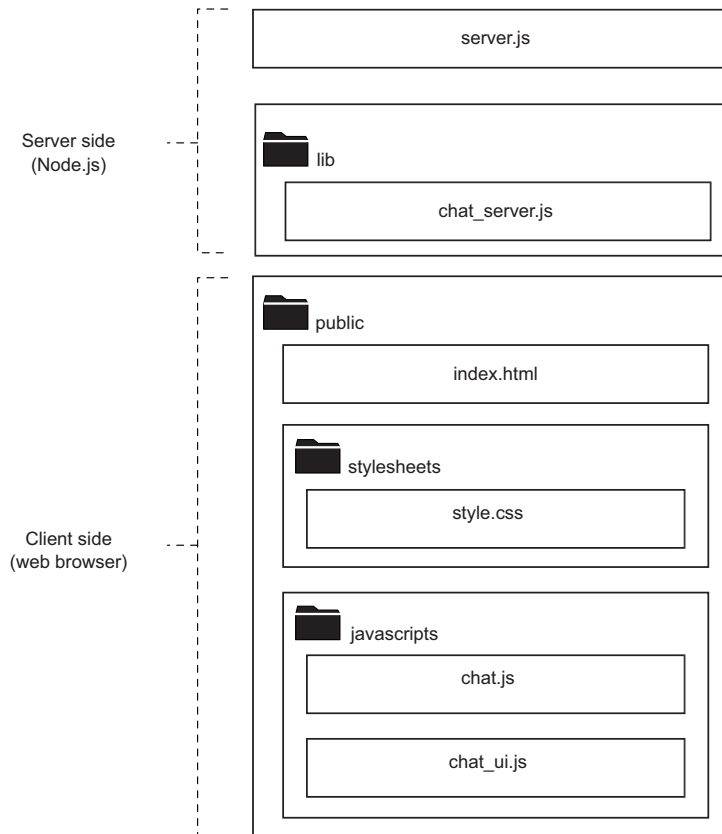 server.js
Server side
(Node.js)
lib
chat_server.js
public
index.html
stylesheets
style.css
Client side
(web browser)
javascripts
chat.js
chat_ui.js